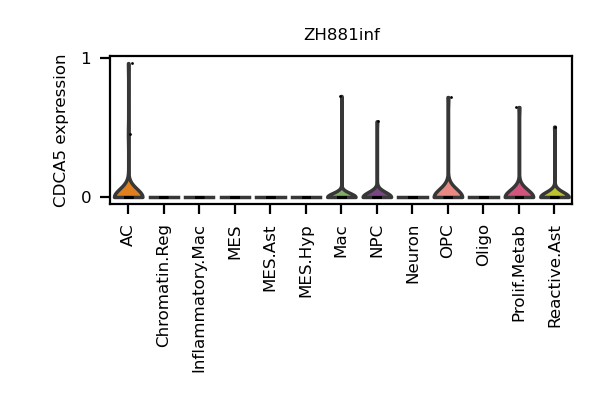 ZH881inf
CDCA5 expression
1
0
AC
Chromatin.Reg
Inflammatory.Mac
MES
MES.Ast
MES.Hyp
Mac
NPC
Neuron
OPC
Oligo
Prolif.Metab
Reactive.Ast